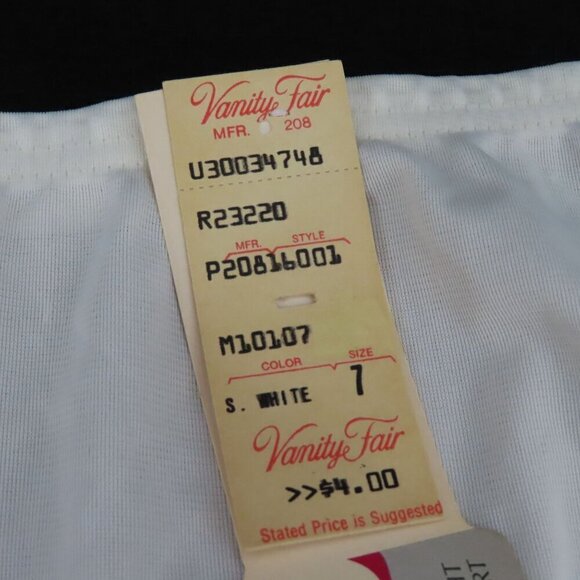 Vanity Fair
MFR. 208
U30034748
R23220
MFR. STYLE
P20816001
M10107
COLOR SIZE
S. WHITE 7
Vanity Fair
>>$4.00
Stated Price is Suggested